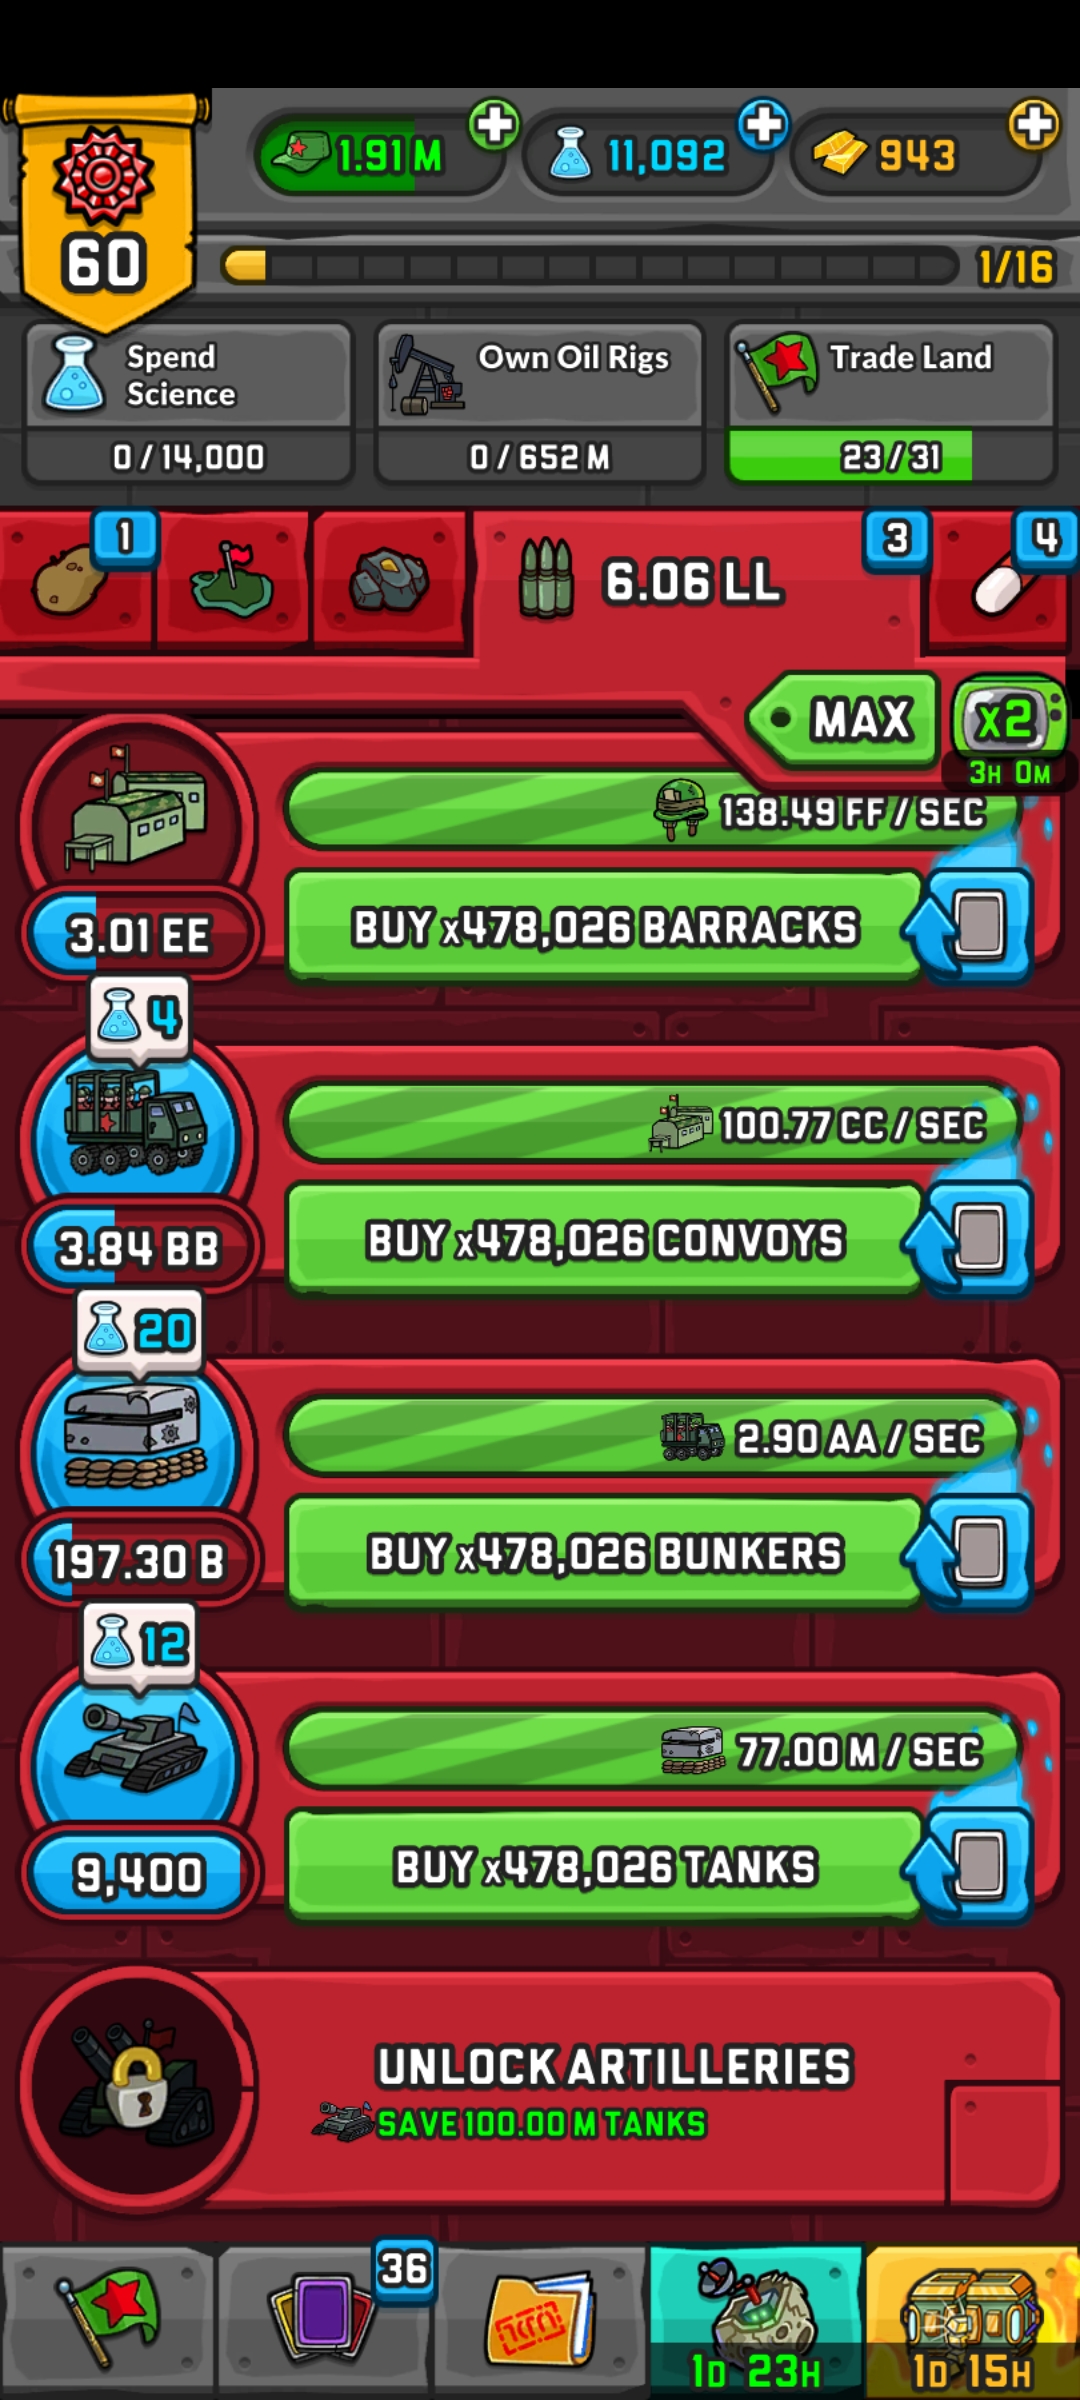 60
1.91 M
11,092
943
1/16
Spend
Science
0 / 14,000
Own Oil Rigs
0 / 652 M
Trade Land
23 / 31
1
6.06 LL
3
4
MAX
x2
3H 0M
138.49 FF / SEC
BUY x478,026 BARRACKS
3.01 EE
4
100.77 CC / SEC
BUY x478,026 CONVOYS
3.84 BB
20
2.90 AA / SEC
BUY x478,026 BUNKERS
197.30 B
12
77.00 M / SEC
BUY x478,026 TANKS
9,400
UNLOCK ARTILLERIES
SAVE 100.00 M TANKS
36
1D 23H
1D 15H